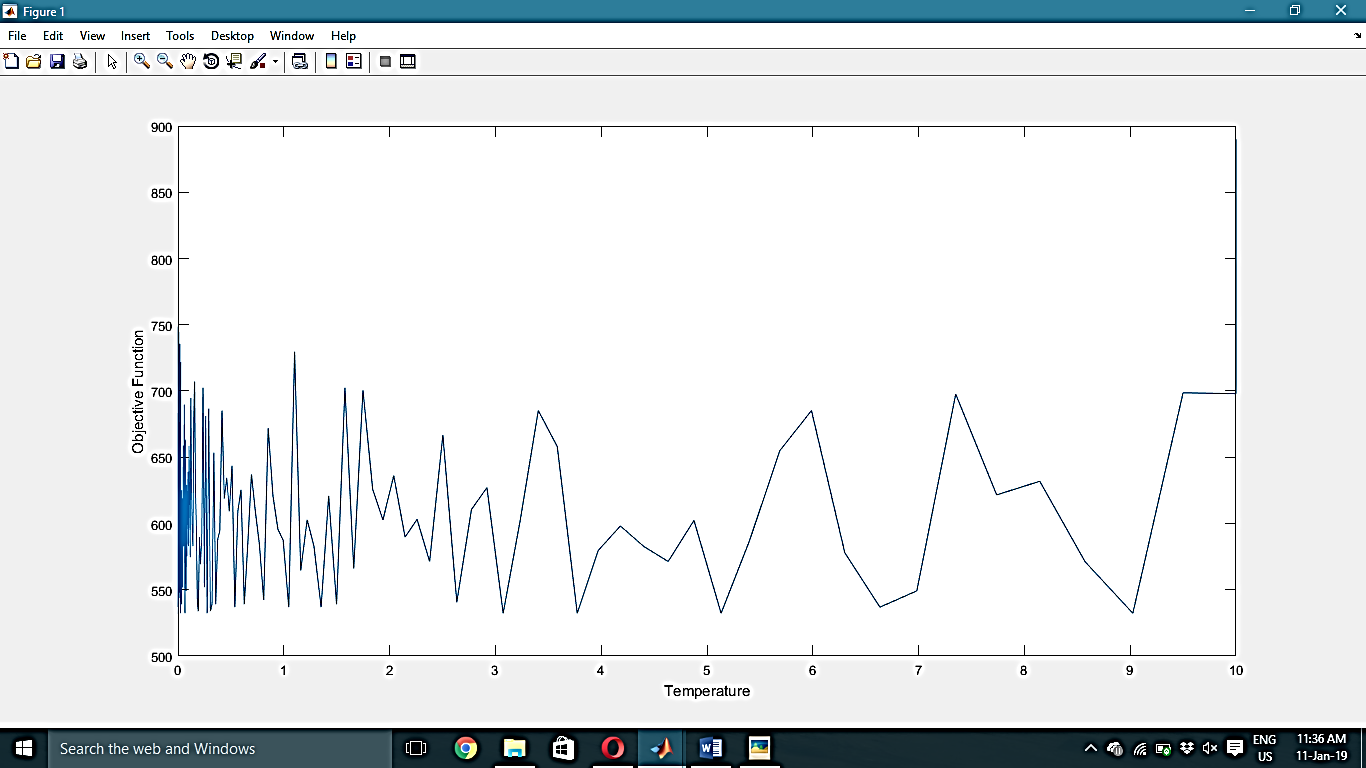 Figure 1
File Edit View Insert Tools Desktop Window Help
900
850
800
750
700
650
600
550
500
Objective Function
0 1 2 3 4 5 6 7 8 9 10
Temperature
Search the web and Windows
ENG
US
11:36 AM
11-Jan-19